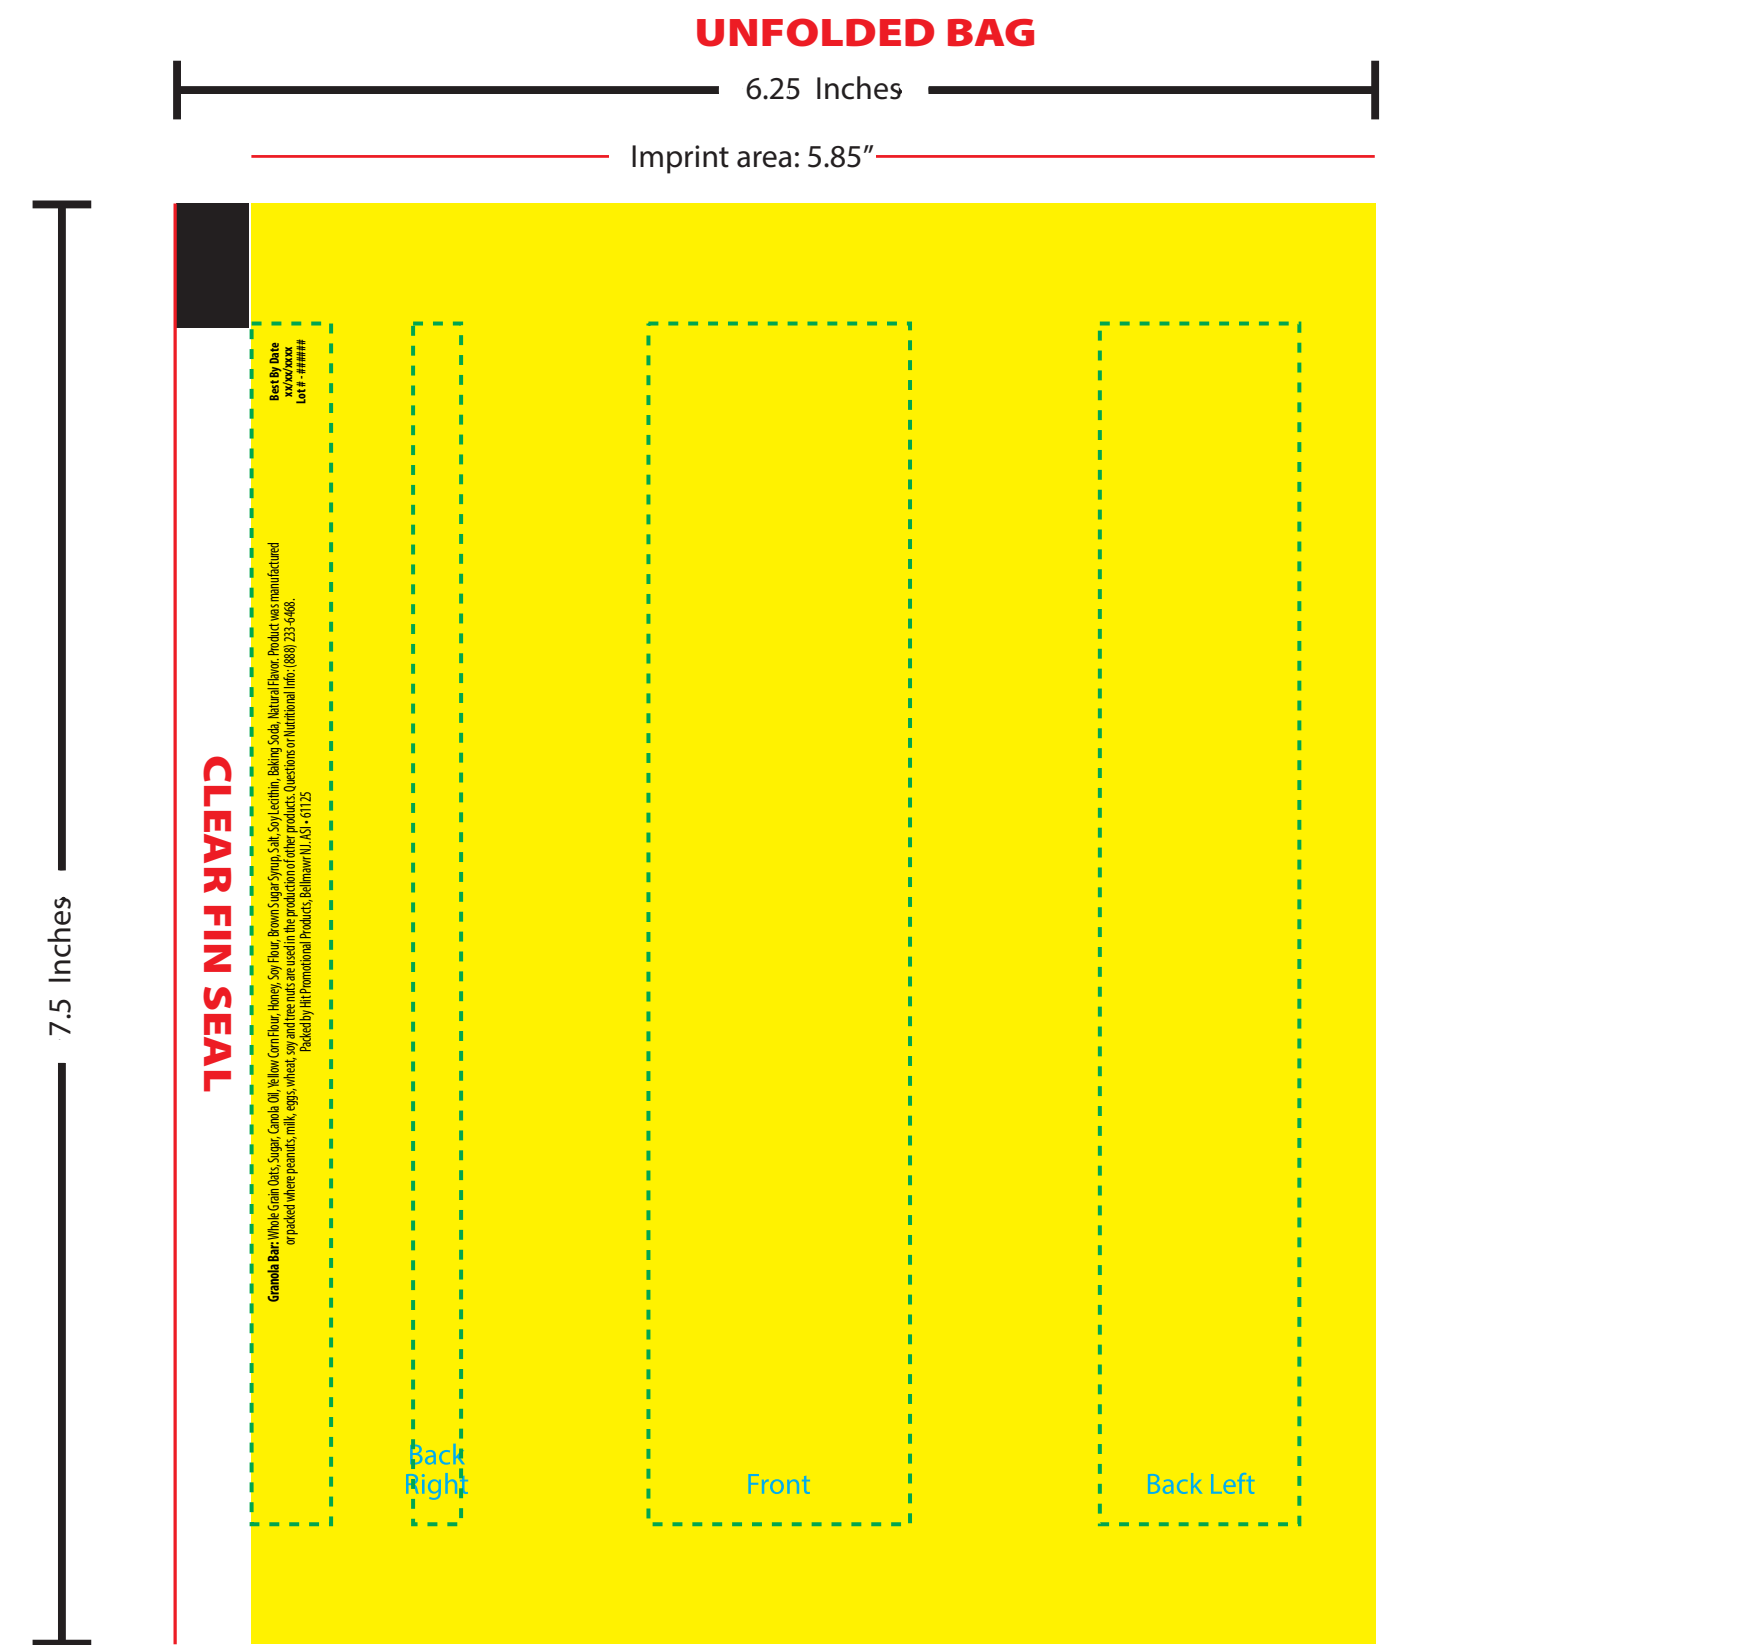 UNFOLDED BAG
6.25 Inches
Imprint area: 5.85”
7.5 Inches
CLEAR FIN SEAL
Best By Date
xx/xx/xxxx
Lot # - ######
Granola Bar: Whole Grain Oats, Sugar, Canola Oil, Yellow Corn Flour, Honey, Soy Flour, Brown Sugar Syrup, Salt, Soy Lecithin, Baking Soda, Natural Flavor. Product was manufactured
or packed where peanuts, milk, eggs, wheat, soy and tree nuts are used in the production of other products. Questions or Nutritional Info: (888) 233-6468.
Packed by Hit Promotional Products, Bellmawr NJ. ASI • 61125
Back
Right
Front
Back Left